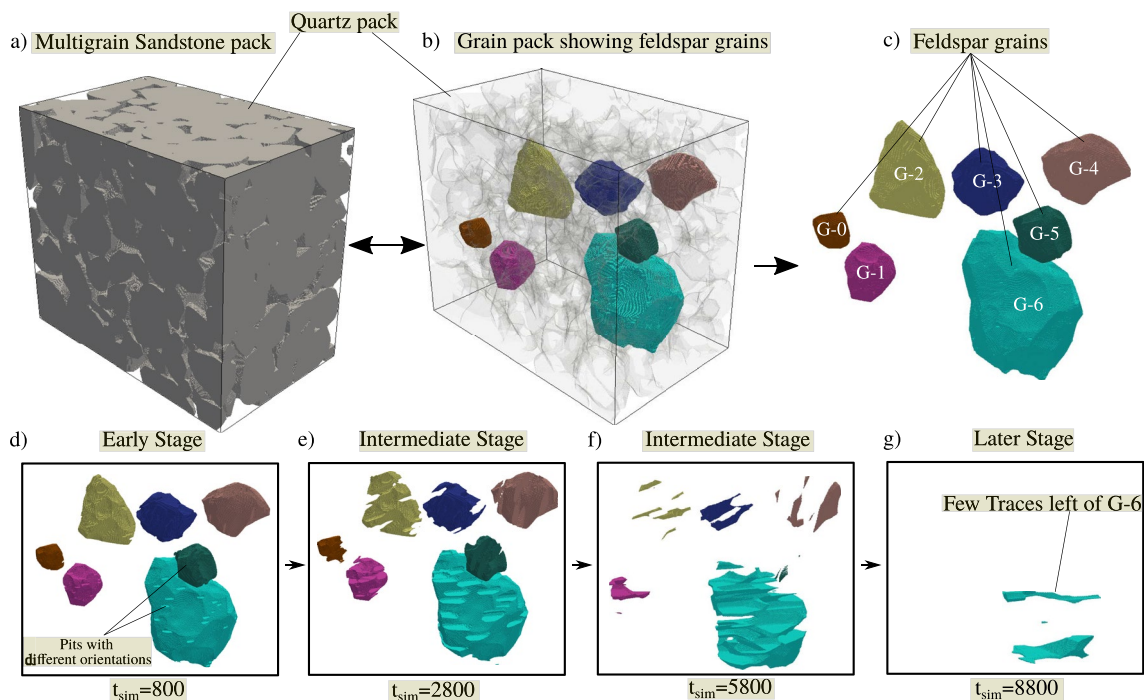 Quartz pack
a) Multigrain Sandstone pack
b) Grain pack showing feldspar grains
c) Feldspar grains
G-0
G-1
G-2
G-3
G-4
G-5
G-6
d) Early Stage
e) Intermediate Stage
f) Intermediate Stage
g) Later Stage
Pits with
different orientations
Few Traces left of G-6
t_sim=800
t_sim=2800
t_sim=5800
t_sim=8800